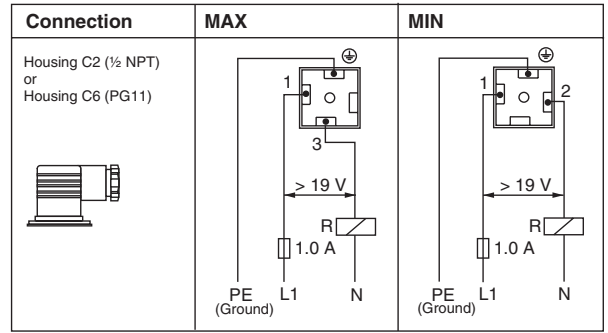 Connection
MAX
MIN
Housing C2 (½ NPT)
or
Housing C6 (PG11)
1
3
> 19 V
R
1.0 A
PE
(Ground)
L1
N
1
2
> 19 V
R
1.0 A
PE
(Ground)
L1
N